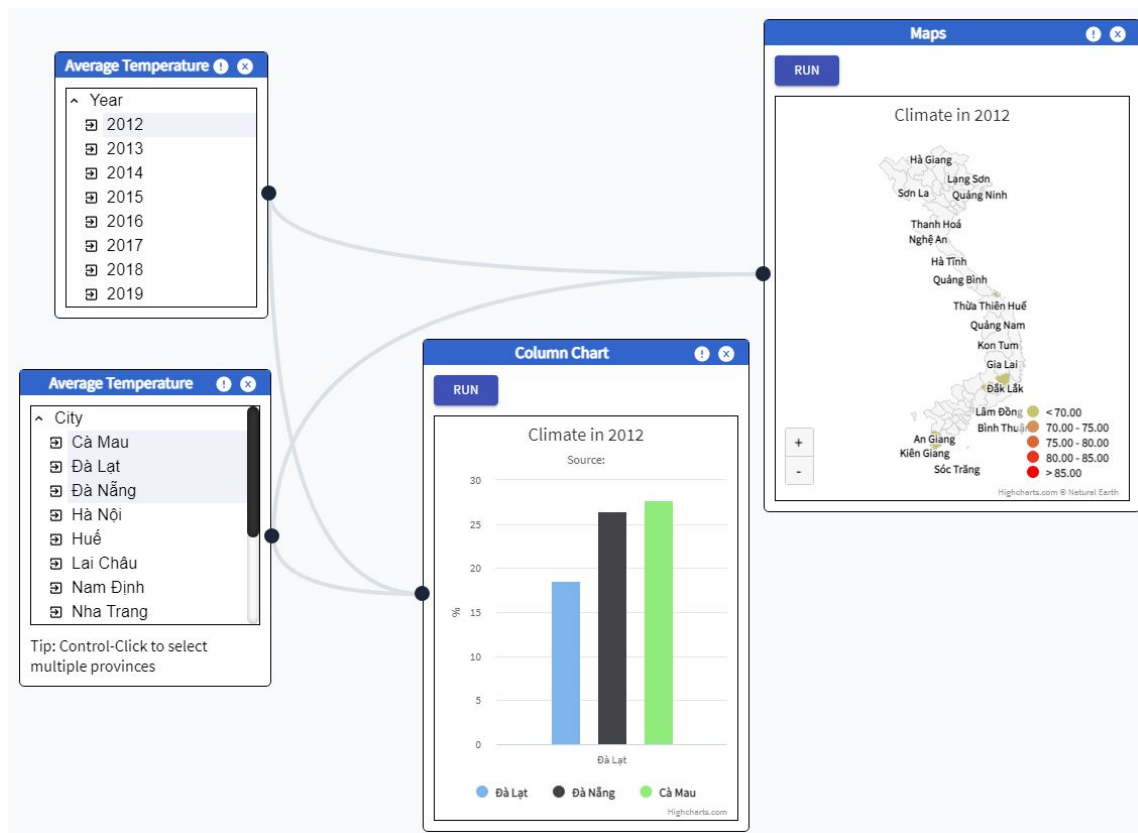 Average Temperature
Year
2012
2013
2014
2015
2016
2017
2018
2019
Average Temperature
City
Cà Mau
Đà Lạt
Đà Nẵng
Hà Nội
Huế
Lai Châu
Nam Định
Nha Trang
Tip: Control-Click to select
multiple provinces
Column Chart
RUN
Climate in 2012
Source:
30
25
20
15
10
5
0
%
Đà Lạt
Đà Lạt Đà Nẵng Cà Mau
Highcharts.com
Maps
RUN
Climate in 2012
Hà Giang
Lạng Sơn
Sơn La Quảng Ninh
Thanh Hoá
Nghệ An
Hà Tĩnh
Quảng Bình
Thừa Thiên Huế
Quảng Nam
Kon Tum
Gia Lai
Đắk Lắk
Lâm Đồng
Bình Thuận
An Giang
Kiên Giang
Sóc Trăng
< 70.00
70.00 - 75.00
75.00 - 80.00
80.00 - 85.00
> 85.00
+
-
Highcharts.com © Natural Earth